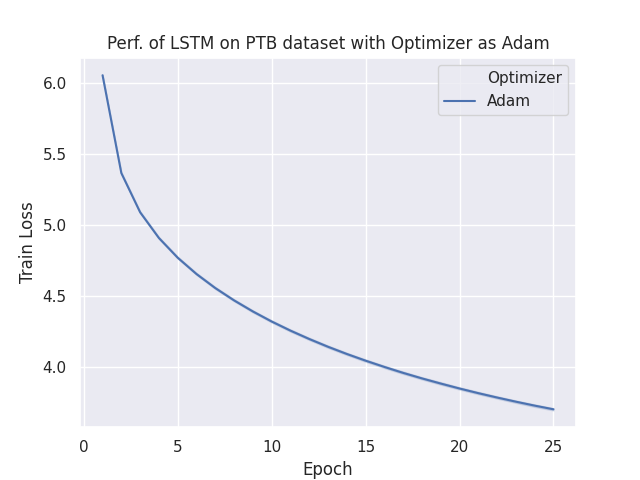 Perf. of LSTM on PTB dataset with Optimizer as Adam
Optimizer
Adam
Train Loss
6.0
5.5
5.0
4.5
4.0
0 5 10 15 20 25
Epoch